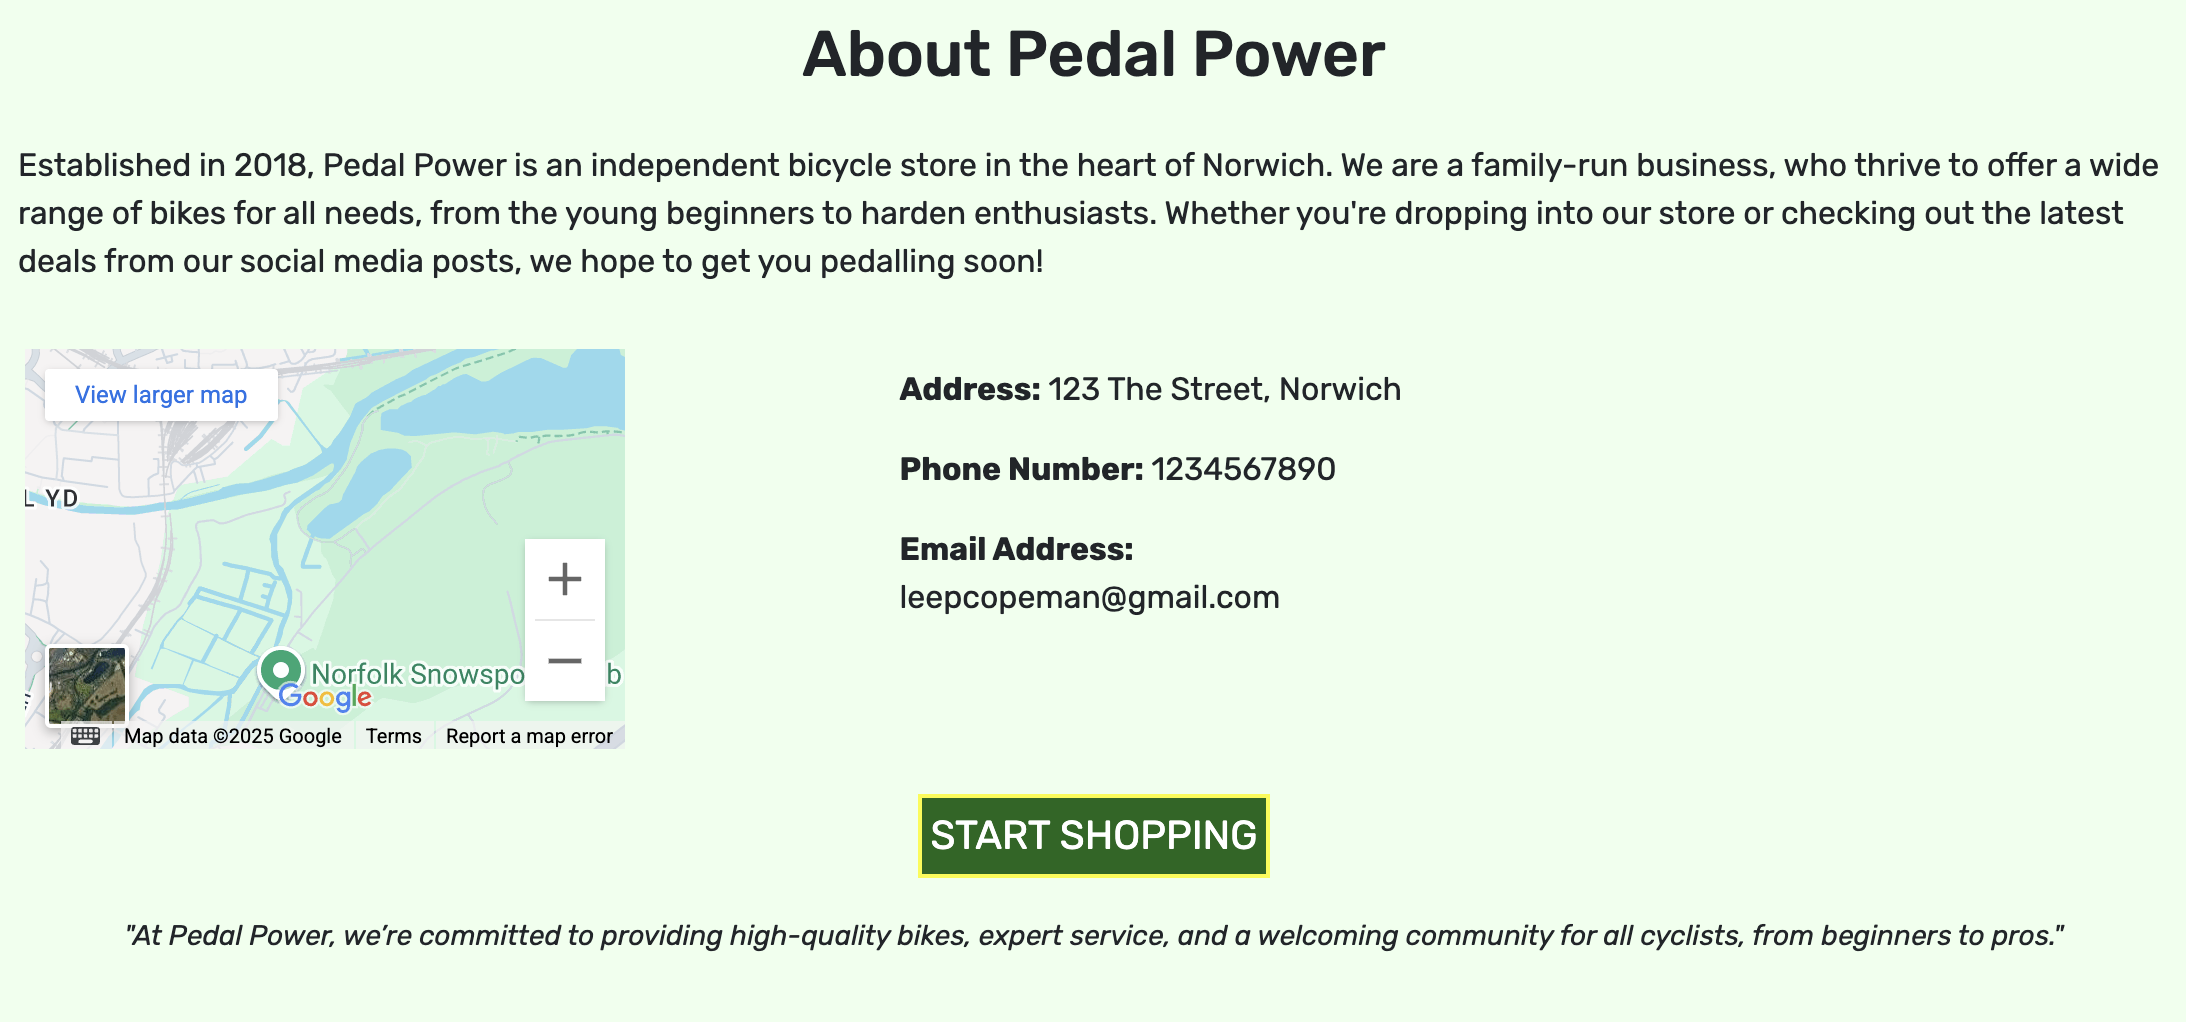 About Pedal Power
Established in 2018, Pedal Power is an independent bicycle store in the heart of Norwich. We are a family-run business, who thrive to offer a wide
range of bikes for all needs, from the young beginners to harden enthusiasts. Whether you're dropping into our store or checking out the latest
deals from our social media posts, we hope to get you pedalling soon!
View larger map
L YD
Norfolk Snowspo b
Google
Map data ©2025 Google Terms Report a map error
Address: 123 The Street, Norwich
Phone Number: 1234567890
Email Address:
leepcopeman@gmail.com
START SHOPPING
"At Pedal Power, we’re committed to providing high-quality bikes, expert service, and a welcoming community for all cyclists, from beginners to pros."